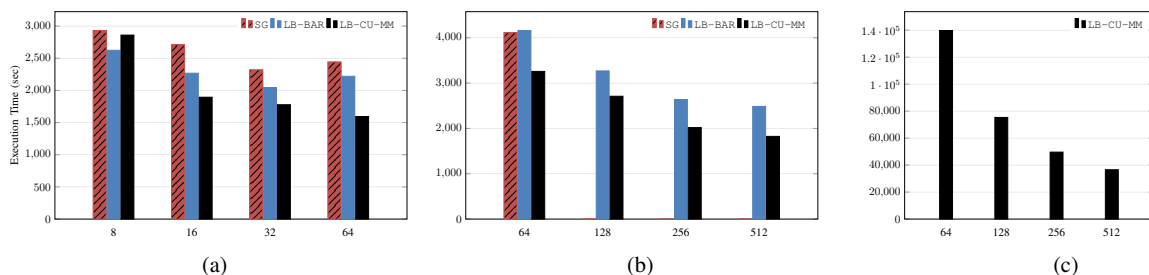 3,000
2,500
2,000
1,500
1,000
500
0
Execution Time (sec)
SG LB-BAR LB-CU-MM
8 16 32 64
(a)
4,000
3,000
2,000
1,000
0
SG LB-BAR LB-CU-MM
64 128 256 512
(b)
1.4 · 10⁵
1.2 · 10⁵
1 · 10⁵
80,000
60,000
40,000
20,000
0
LB-CU-MM
64 128 256 512
(c)